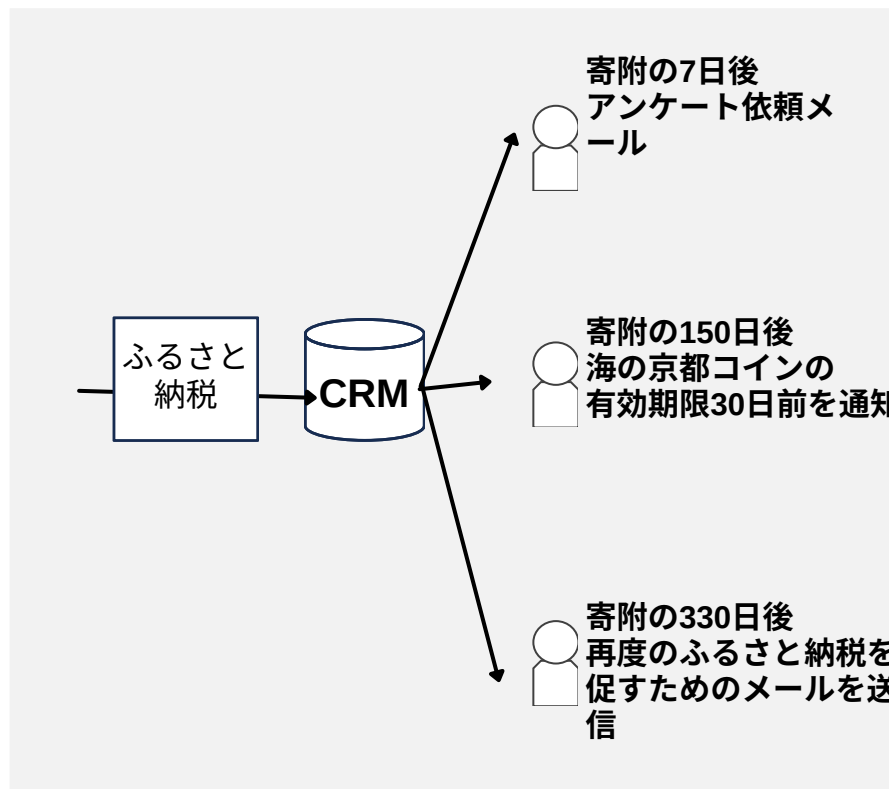 寄附の7日後
アンケート依頼メ
ール
ふるさと
納税
CRM
寄附の150日後
海の京都コインの
有効期限30日前を通知
寄附の330日後
再度のふるさと納税を
促すためのメールを送
信